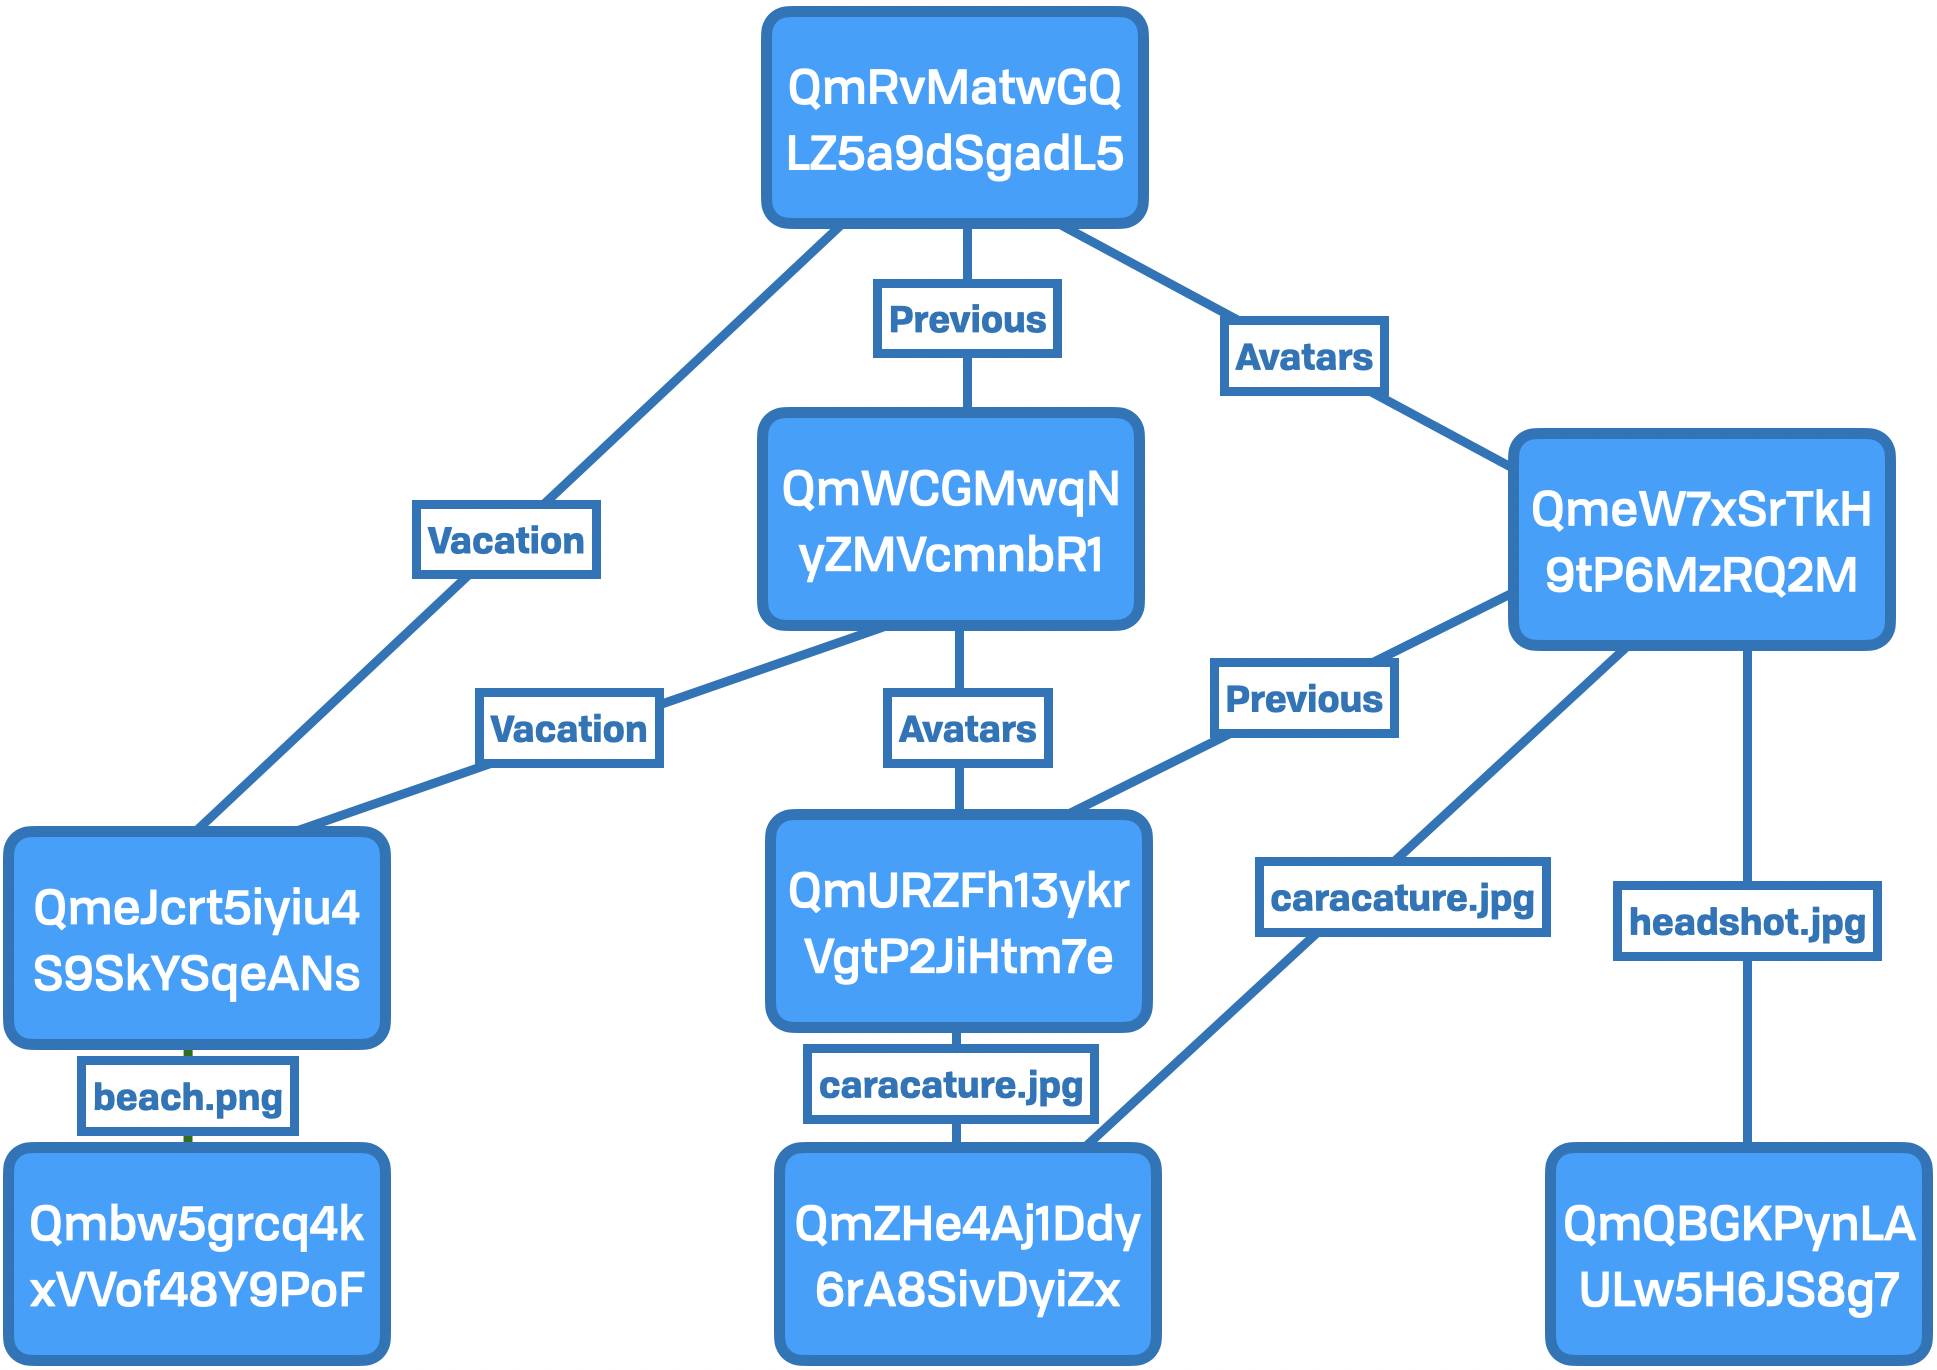 QmRvMatwGQ
LZ5a9dSgadL5
Previous
Avatars
QmWCGMwqN
yZMVcmnbR1
QmeW7xSrTkH
9tP6MzRQ2M
Vacation
Vacation
Avatars
Previous
QmeJcrt5iyiu4
S9SkYSqeANs
QmURZFh13ykr
VgtP2JiHtm7e
caracature.jpg
headshot.jpg
beach.png
caracature.jpg
Qmbw5grcq4k
xVVof48Y9PoF
QmZHe4Aj1Ddy
6rA8SivDyiZx
QmQBGKPynLA
ULw5H6JS8g7